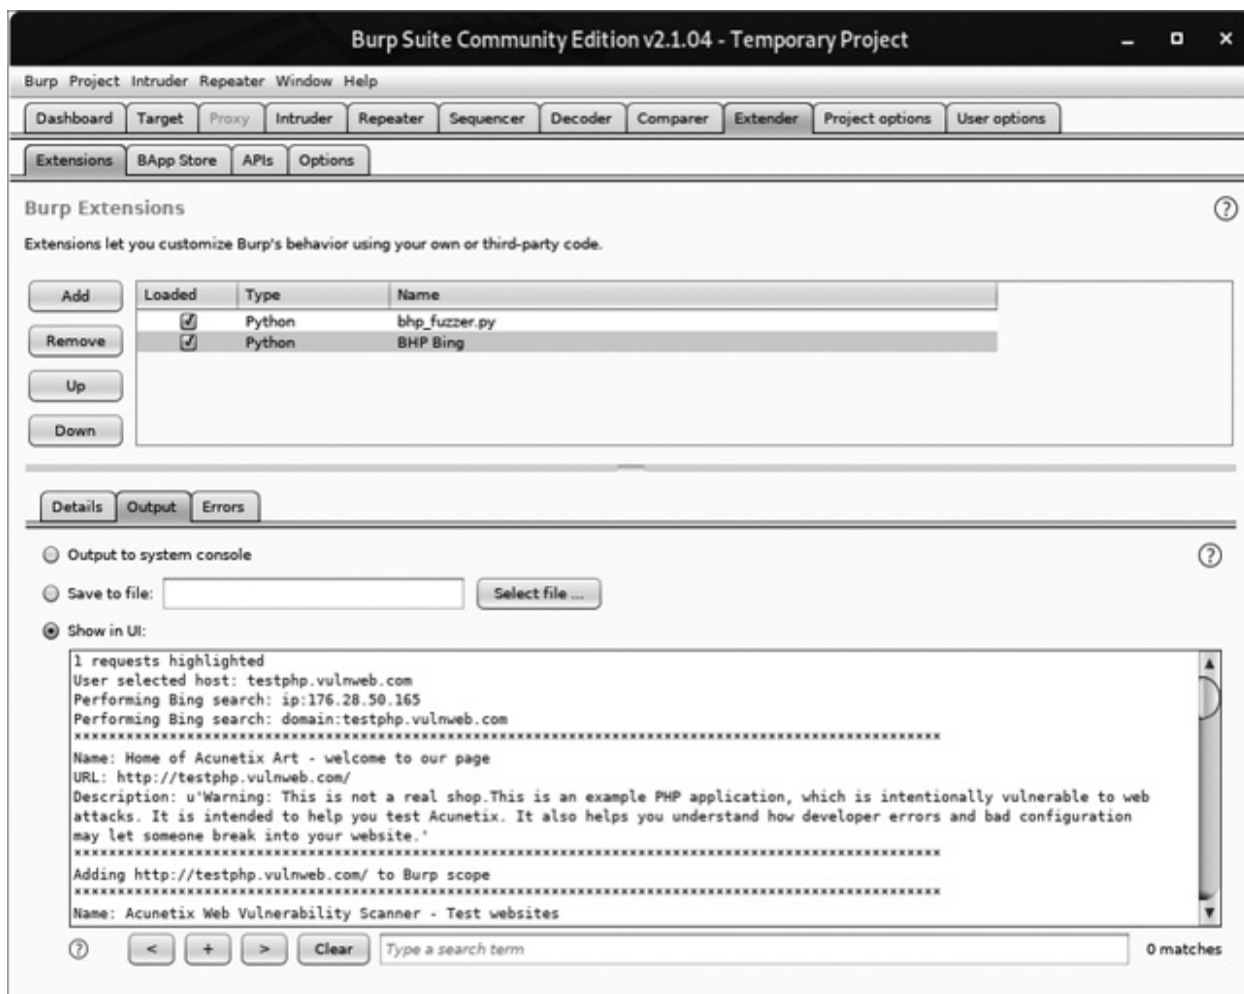 Burp Suite Community Edition v2.1.04 - Temporary Project
Burp Project Intruder Repeater Window Help
Dashboard Target Proxy Intruder Repeater Sequencer Decoder Comparer Extender Project options User options
Extensions BApp Store APIs Options
Burp Extensions
Extensions let you customize Burp's behavior using your own or third-party code.
Add
Remove
Up
Down
Loaded Type Name
Python bhp_fuzzer.py
Python BHP Bing
Details Output Errors
Output to system console
Save to file: Select file ...
Show in UI:
1 requests highlighted
User selected host: testphp.vulnweb.com
Performing Bing search: ip:176.28.50.165
Performing Bing search: domain:testphp.vulnweb.com
****************************************************************************************************
Name: Home of Acunetix Art - welcome to our page
URL: http://testphp.vulnweb.com/
Description: u'Warning: This is not a real shop.This is an example PHP application, which is intentionally vulnerable to web
attacks. It is intended to help you test Acunetix. It also helps you understand how developer errors and bad configuration
may let someone break into your website.'
****************************************************************************************************
Adding http://testphp.vulnweb.com/ to Burp scope
****************************************************************************************************
Name: Acunetix Web Vulnerability Scanner - Test websites
? < + > Clear Type a search term 0 matches